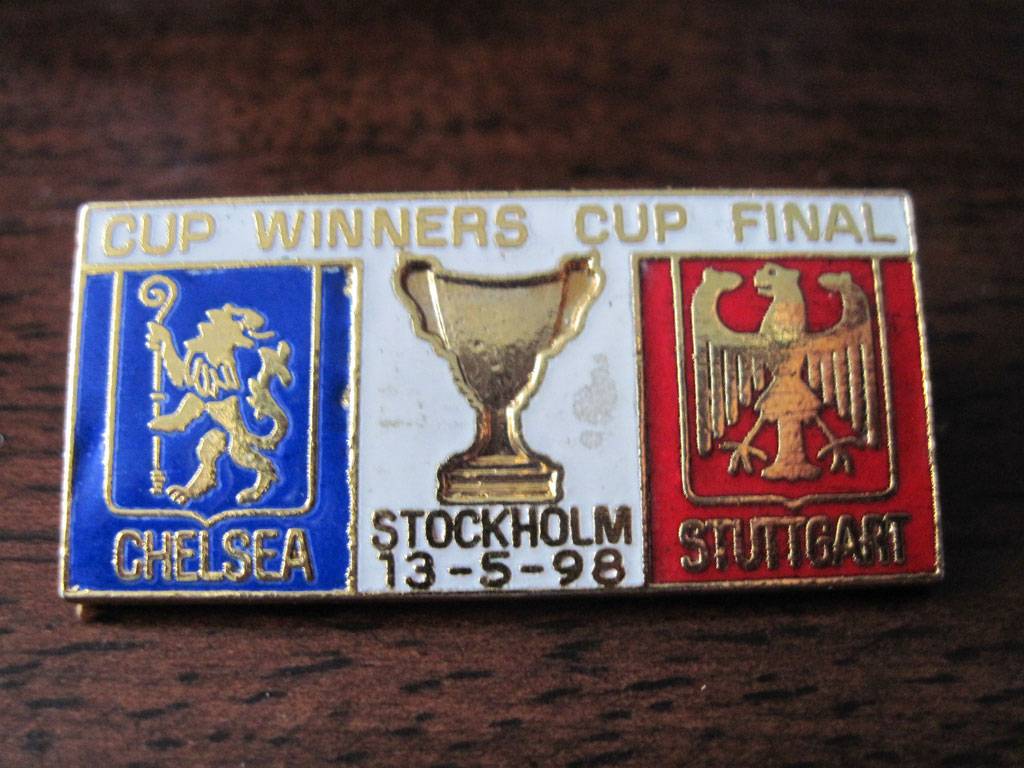 CUP WINNERS CUP FINAL
CHELSEA
STOCKHOLM
13-5-98
STUTTGART